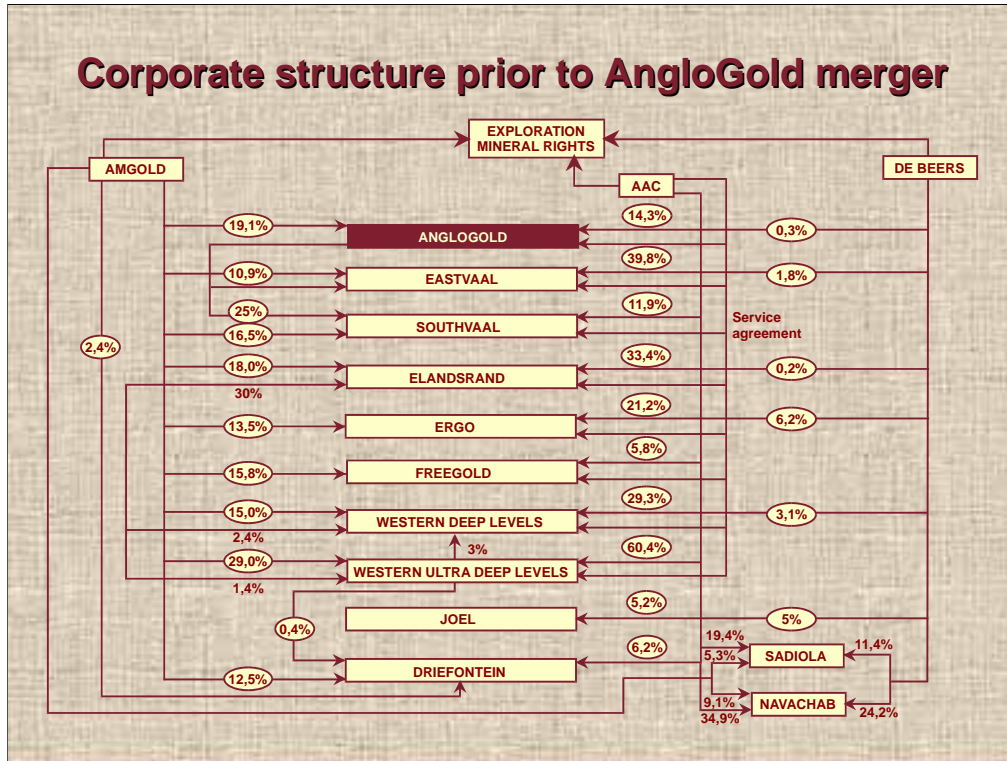 Corporate structure prior to AngloGold merger
EXPLORATION
MINERAL RIGHTS
AMGOLD
AAC
DE BEERS
19,1%
ANGLOGOLD
14,3%
0,3%
10,9%
EASTVAAL
39,8%
1,8%
25%
16,5%
SOUTHVAAL
11,9%
Service
agreement
2,4%
18,0%
30%
ELANDSRAND
33,4%
0,2%
13,5%
ERGO
21,2%
6,2%
15,8%
FREEGOLD
5,8%
15,0%
2,4%
WESTERN DEEP LEVELS
29,3%
3,1%
3%
29,0%
1,4%
WESTERN ULTRA DEEP LEVELS
60,4%
JOEL
5,2%
5%
0,4%
12,5%
DRIEFONTEIN
6,2%
19,4%
5,3%
SADIOLA
11,4%
9,1%
34,9%
NAVACHAB
24,2%